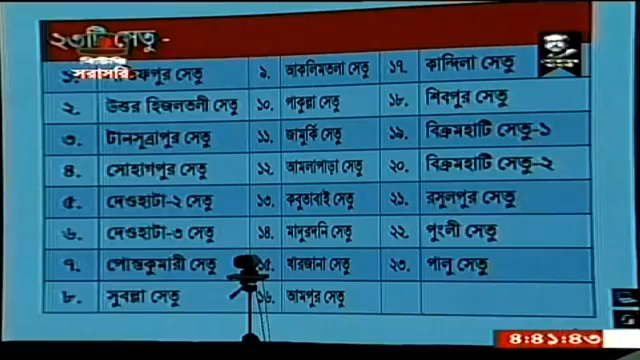 ২৩টি সেতু -
সরাসরি
১. সেতু ৯. আকলিমতলা সেতু ১৭. কান্দিলা সেতু
২. উত্তর হিজলতলী সেতু ১০. পাকুল্লা সেতু ১৮. শিবপুর সেতু
৩. টানসূত্রাপুর সেতু ১১. জামুর্কি সেতু ১৯. বিক্রমহাটি সেতু-১
৪. সোহাগপুর সেতু ১২. আমলাপাড়া সেতু ২০. বিক্রমহাটি সেতু-২
৫. দেওহাটা-২ সেতু ১৩. কবুতাবাই সেতু ২১. রসুলপুর সেতু
৬. দেওহাটা-৩ সেতু ১৪. মাদুরদনি সেতু ২২. পুংলী সেতু
৭. পোস্তকুমারী সেতু ১৫. খারজানা সেতু ২৩. পালু সেতু
৮. সুবল্লা সেতু ১৬. আমপুর সেতু
৪:৪১:৪৩